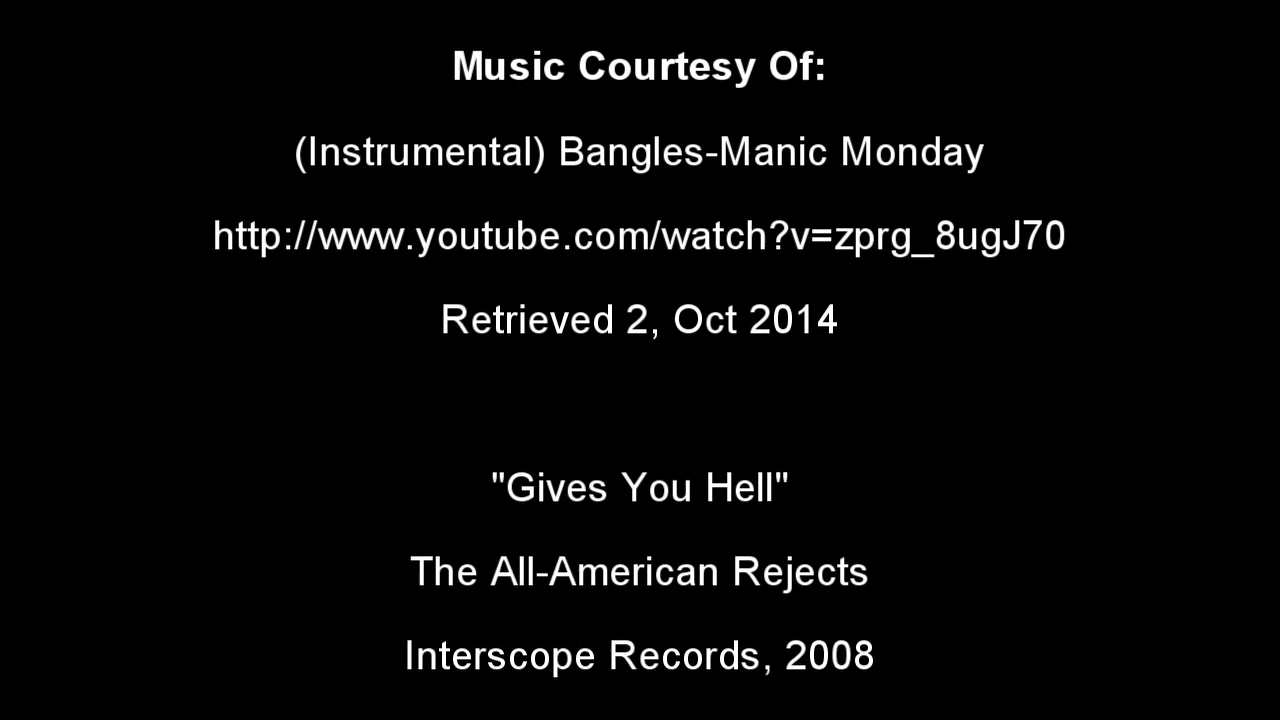 Music Courtesy Of:
(Instrumental) Bangles-Manic Monday
http://www.youtube.com/watch?v=zprg_8ugJ70
Retrieved 2, Oct 2014
"Gives You Hell"
The All-American Rejects
Interscope Records, 2008